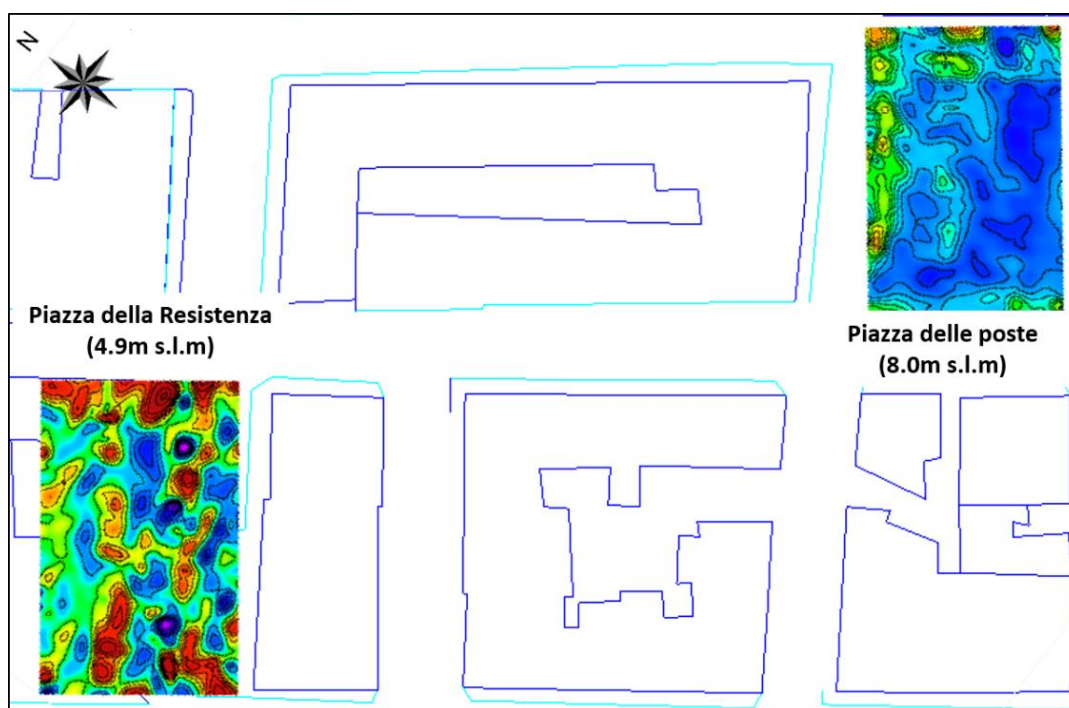 N
Piazza della Resistenza
(4.9m s.l.m)
Piazza delle poste
(8.0m s.l.m)